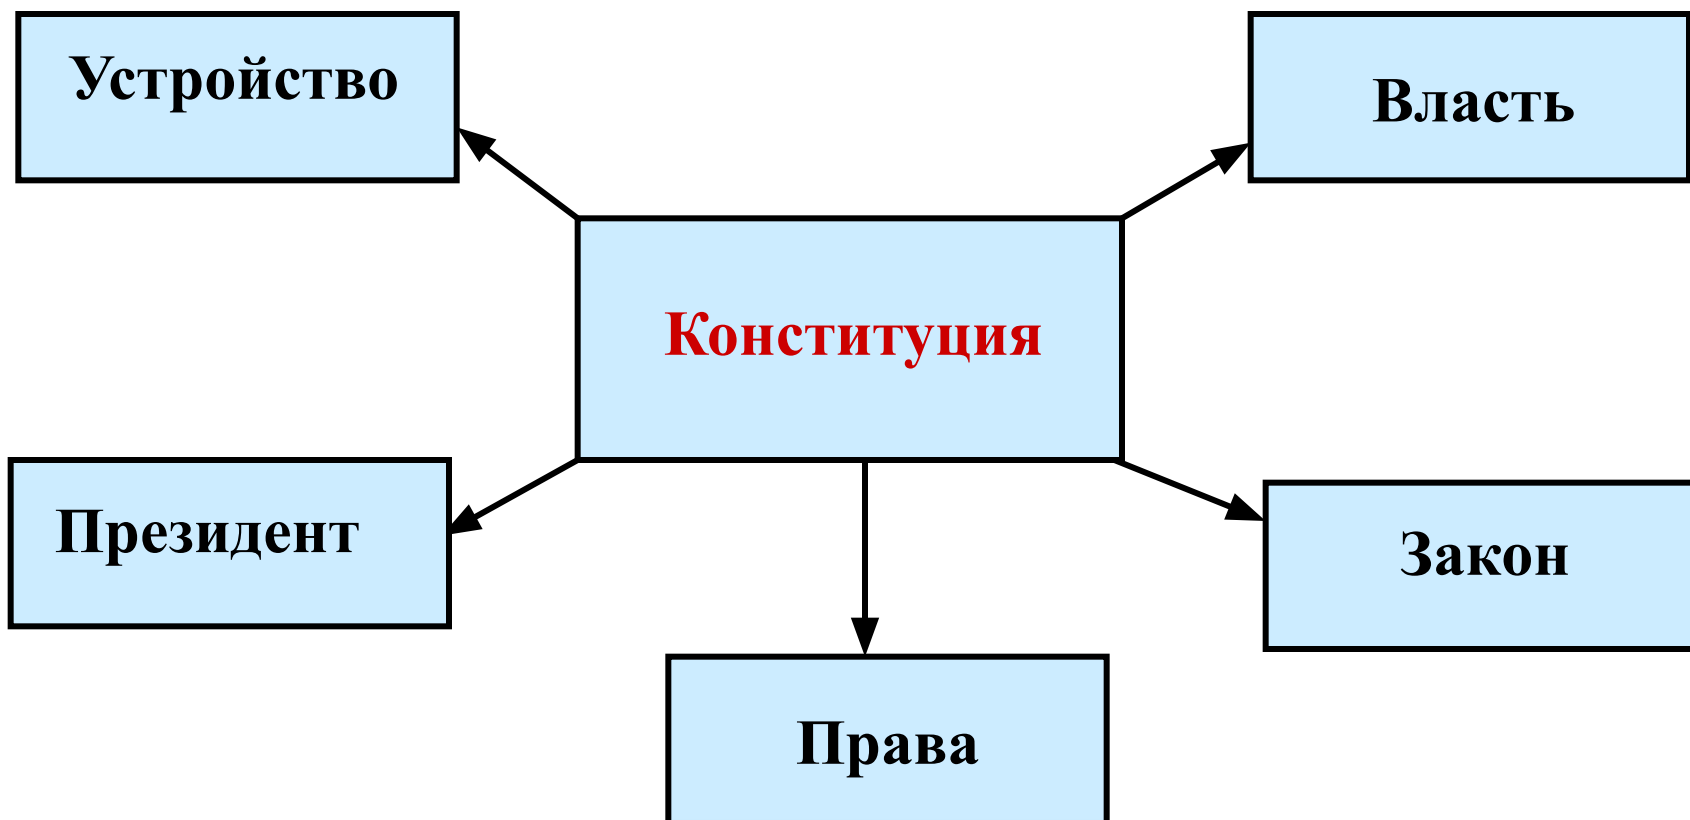 Устройство
Власть
Конституция
Президент
Закон
Права